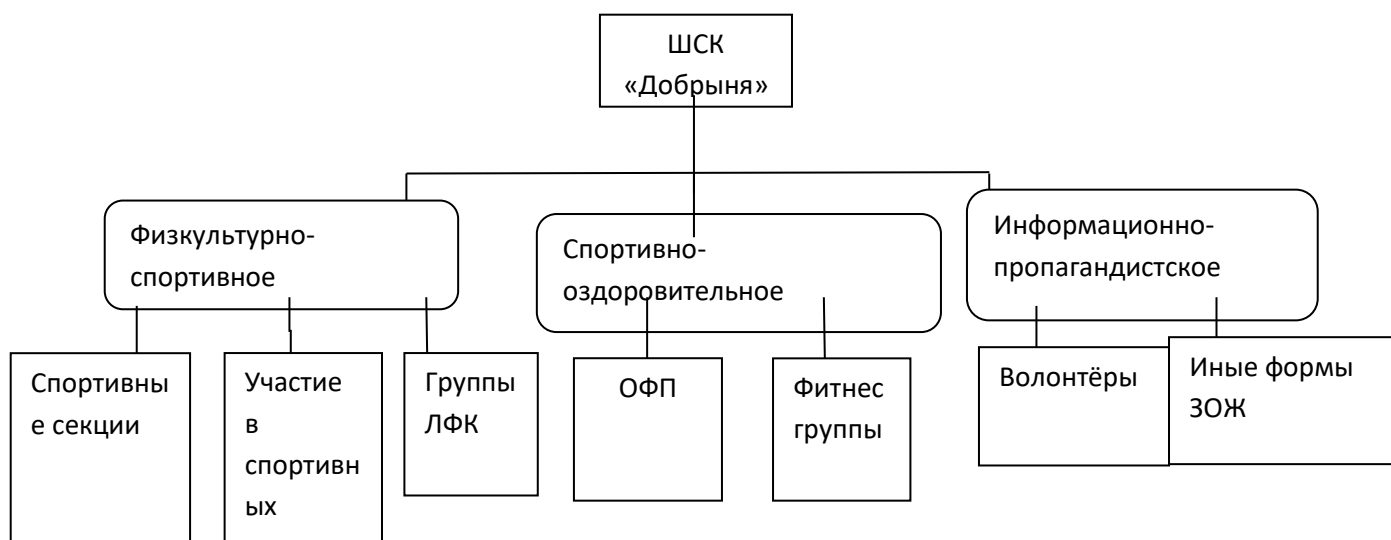 ШСК
«Добрыня»
Физкультурно-
спортивное
Спортивно-
оздоровительное
Информационно-
пропагандистское
Спортивны
е секции
Участие
в
спортивн
ых
Группы
ЛФК
ОФП
Фитнес
группы
Волонтёры
Иные формы
ЗОЖ